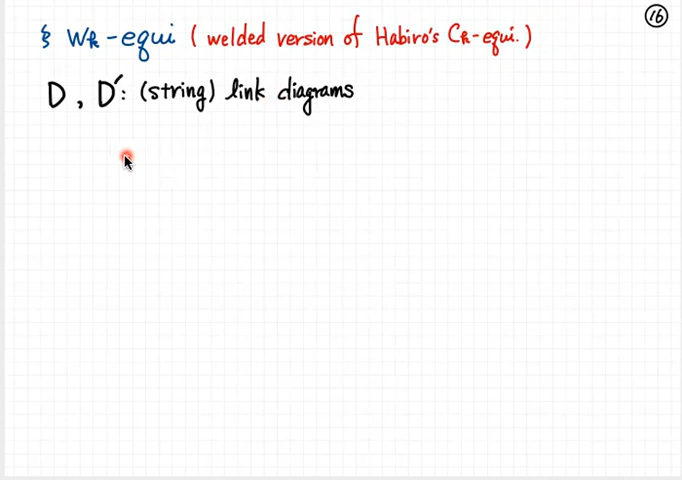 ⑯
§ Wk-equi (welded version of Habiro's Ck-equi.)
D, D′: (string) link diagrams